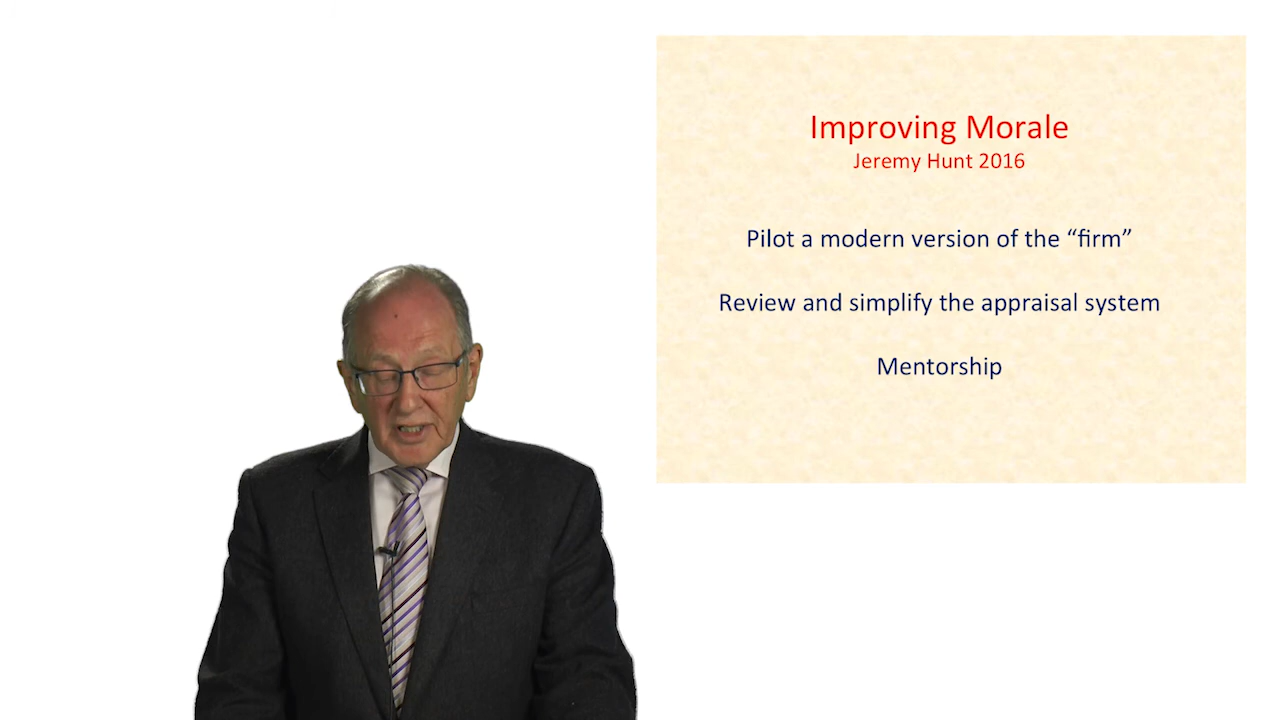 Improving Morale
Jeremy Hunt 2016
Pilot a modern version of the “firm”
Review and simplify the appraisal system
Mentorship